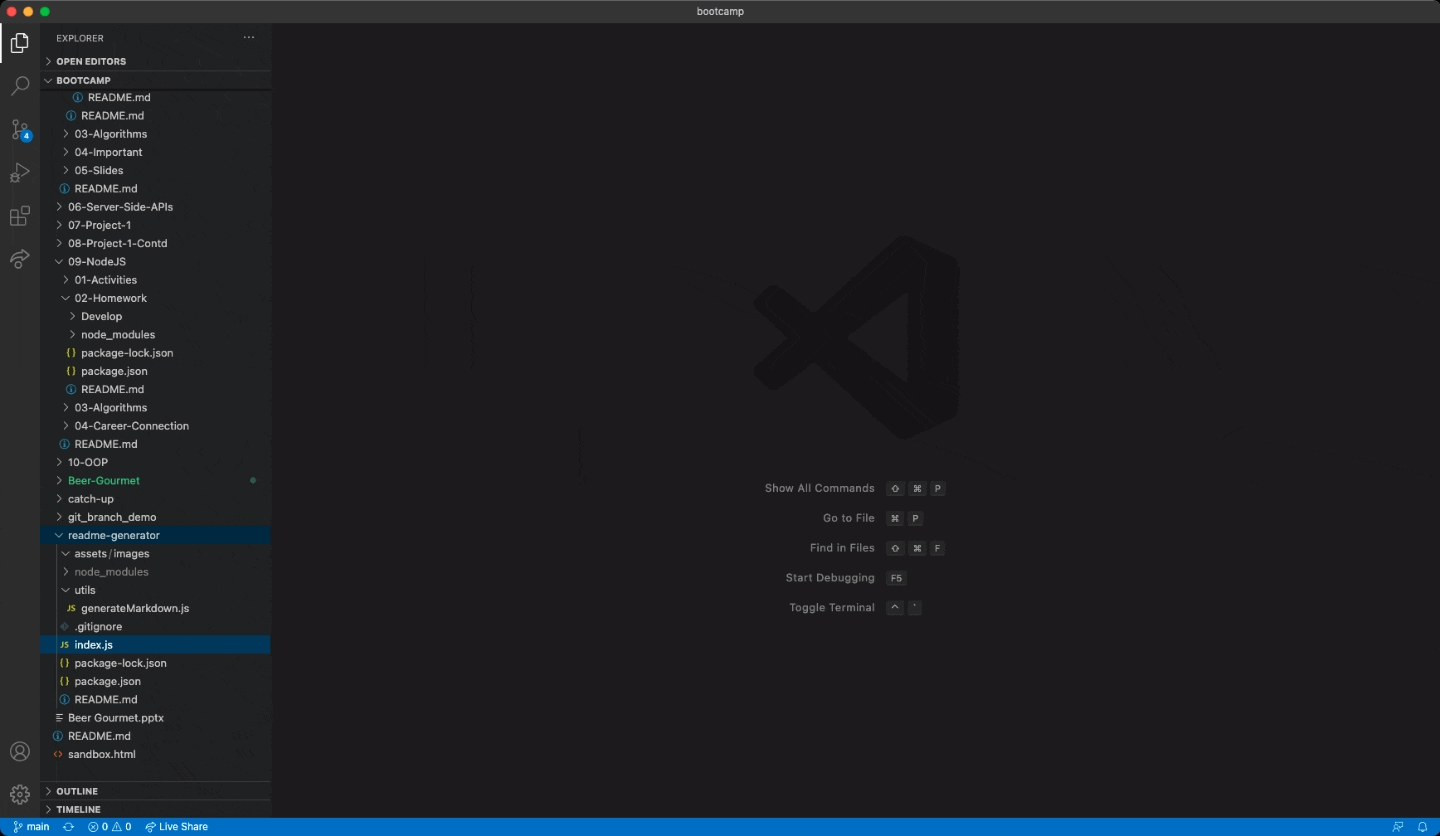 bootcamp
EXPLORER
OPEN EDITORS
BOOTCAMP
README.md
README.md
03-Algorithms
04-Important
05-Slides
README.md
06-Server-Side-APIs
07-Project-1
08-Project-1-Contd
09-NodeJS
01-Activities
02-Homework
Develop
node_modules
{} package-lock.json
{} package.json
README.md
03-Algorithms
04-Career-Connection
README.md
10-OOP
Beer-Gourmet
catch-up
git_branch_demo
readme-generator
assets/images
node_modules
utils
JS generateMarkdown.js
.gitignore
JS index.js
{} package-lock.json
{} package.json
README.md
Beer Gourmet.pptx
README.md
<> sandbox.html
OUTLINE
TIMELINE
4
Show All Commands ⇧ ⌘ P
Go to File ⌘ P
Find in Files ⇧ ⌘ F
Start Debugging F5
Toggle Terminal ^ `
main 0 0 Live Share